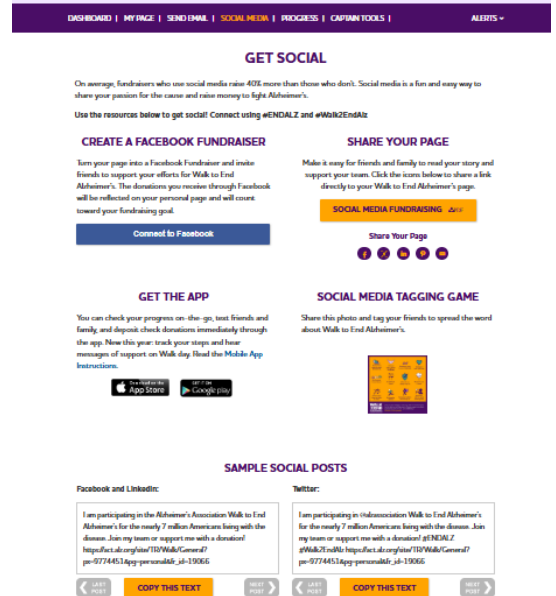 DASHBOARD | MY PAGE | SEND EMAIL | SOCIAL MEDIA | PROGRESS | CAPTAIN TOOLS | ALERTS
GET SOCIAL
On average, fundraisers who use social media raise 40% more than those who don't. Social media is a fun and easy way to
share your passion for the cause and raise money to fight Alzheimer's.
Use the resources below to get social! Connect using #ENDALZ and #Walk2EndAlz
CREATE A FACEBOOK FUNDRAISER
Turn your page into a Facebook Fundraiser and invite
friends to support your efforts for Walk to End
Alzheimer's. The donations you receive through Facebook
will be reflected on your personal page and will count
toward your fundraising goal.
Connect to Facebook
SHARE YOUR PAGE
Make it easy for friends and family to read your story and
support your team. Click the icons below to share a link
directly to your Walk to End Alzheimer's page.
SOCIAL MEDIA FUNDRAISING PDF
Share Your Page
GET THE APP
You can check your progress on-the-go, text friends and
family, and deposit check donations immediately through
the app. New this year: track your steps and hear
messages of support on Walk day. Read the Mobile App
Instructions.
Download on the
App Store
GET IT ON
Google play
SOCIAL MEDIA TAGGING GAME
Share this photo and tag your friends to spread the word
about Walk to End Alzheimer's.
SAMPLE SOCIAL POSTS
Facebook and LinkedIn:
I am participating in the Alzheimer's Association Walk to End
Alzheimer's for the nearly 7 million Americans living with the
disease. Join my team or support me with a donation!
https://act.alz.org/site/TR/Walk/General?
px=9774451&pg=personal&fr_id=19066
LAST
POST
COPY THIS TEXT
NEXT
POST
Twitter:
I am participating in @alzassociation Walk to End Alzheimer's
for the nearly 7 million Americans living with the disease. Join
my team or support me with a donation! #ENDALZ
#Walk2EndAlz https://act.alz.org/site/TR/Walk/General?
px=9774451&pg=personal&fr_id=19066
LAST
POST
COPY THIS TEXT
NEXT
POST